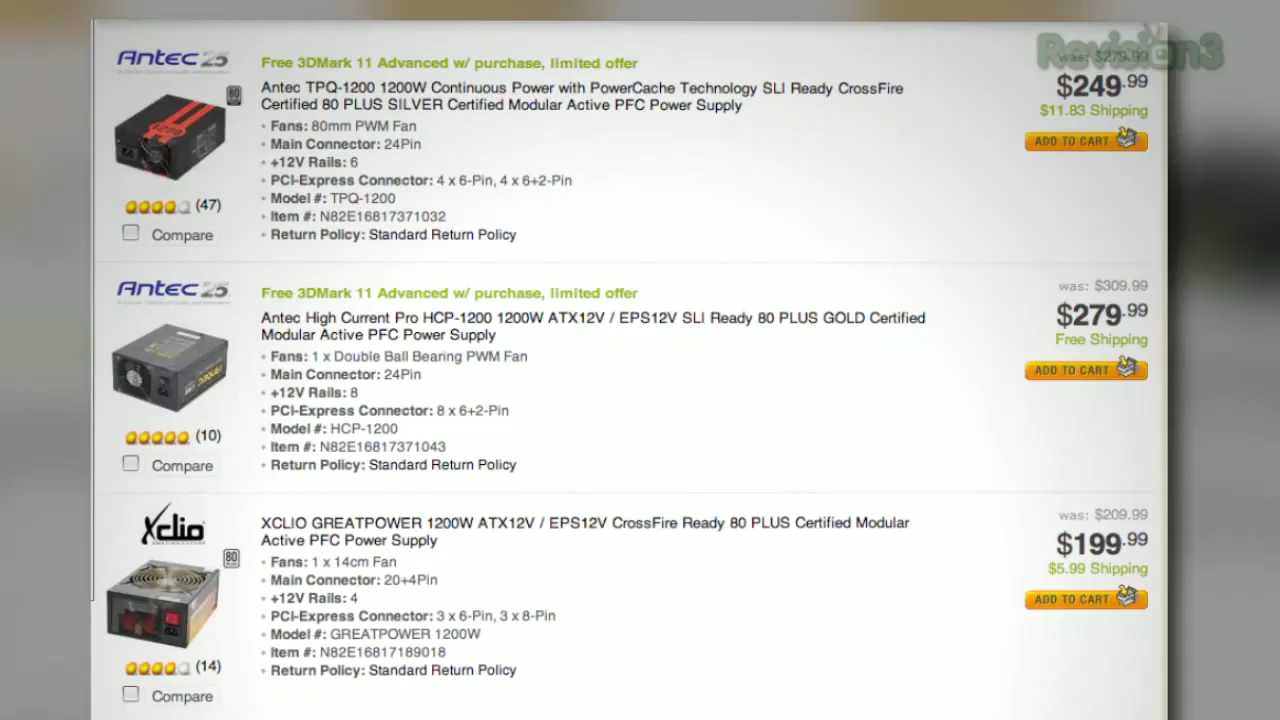 Revision3
Antec 25
Free 3DMark 11 Advanced w/ purchase, limited offer
was: $279.99
Antec TPQ-1200 1200W Continuous Power with PowerCache Technology SLI Ready CrossFire
Certified 80 PLUS SILVER Certified Modular Active PFC Power Supply
$249.99
$11.83 Shipping
ADD TO CART
80
1200
Fans: 80mm PWM Fan
Main Connector: 24Pin
+12V Rails: 6
PCI-Express Connector: 4 x 6-Pin, 4 x 6+2-Pin
Model #: TPQ-1200
Item #: N82E16817371032
Return Policy: Standard Return Policy
(47)
Compare
Antec 25
Free 3DMark 11 Advanced w/ purchase, limited offer
was: $309.99
Antec High Current Pro HCP-1200 1200W ATX12V / EPS12V SLI Ready 80 PLUS GOLD Certified
Modular Active PFC Power Supply
$279.99
Free Shipping
ADD TO CART
Fans: 1 x Double Ball Bearing PWM Fan
Main Connector: 24Pin
+12V Rails: 8
PCI-Express Connector: 8 x 6+2-Pin
Model #: HCP-1200
Item #: N82E16817371043
Return Policy: Standard Return Policy
(10)
Compare
Xclio
XCLIO GREATPOWER 1200W ATX12V / EPS12V CrossFire Ready 80 PLUS Certified Modular
Active PFC Power Supply
was: $209.99
$199.99
$5.99 Shipping
ADD TO CART
80
PLUS
Fans: 1 x 14cm Fan
Main Connector: 20+4Pin
+12V Rails: 4
PCI-Express Connector: 3 x 6-Pin, 3 x 8-Pin
Model #: GREATPOWER 1200W
Item #: N82E16817189018
Return Policy: Standard Return Policy
(14)
Compare